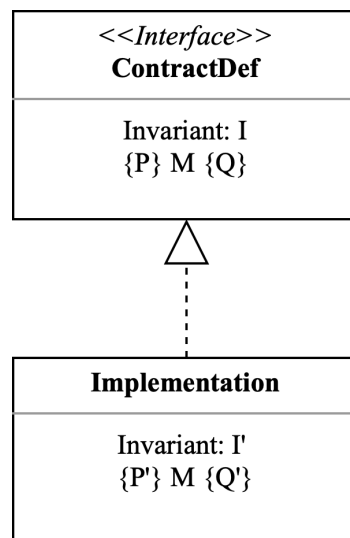 <<Interface>>
ContractDef
Invariant: I
{P} M {Q}
Implementation
Invariant: I'
{P'} M {Q'}